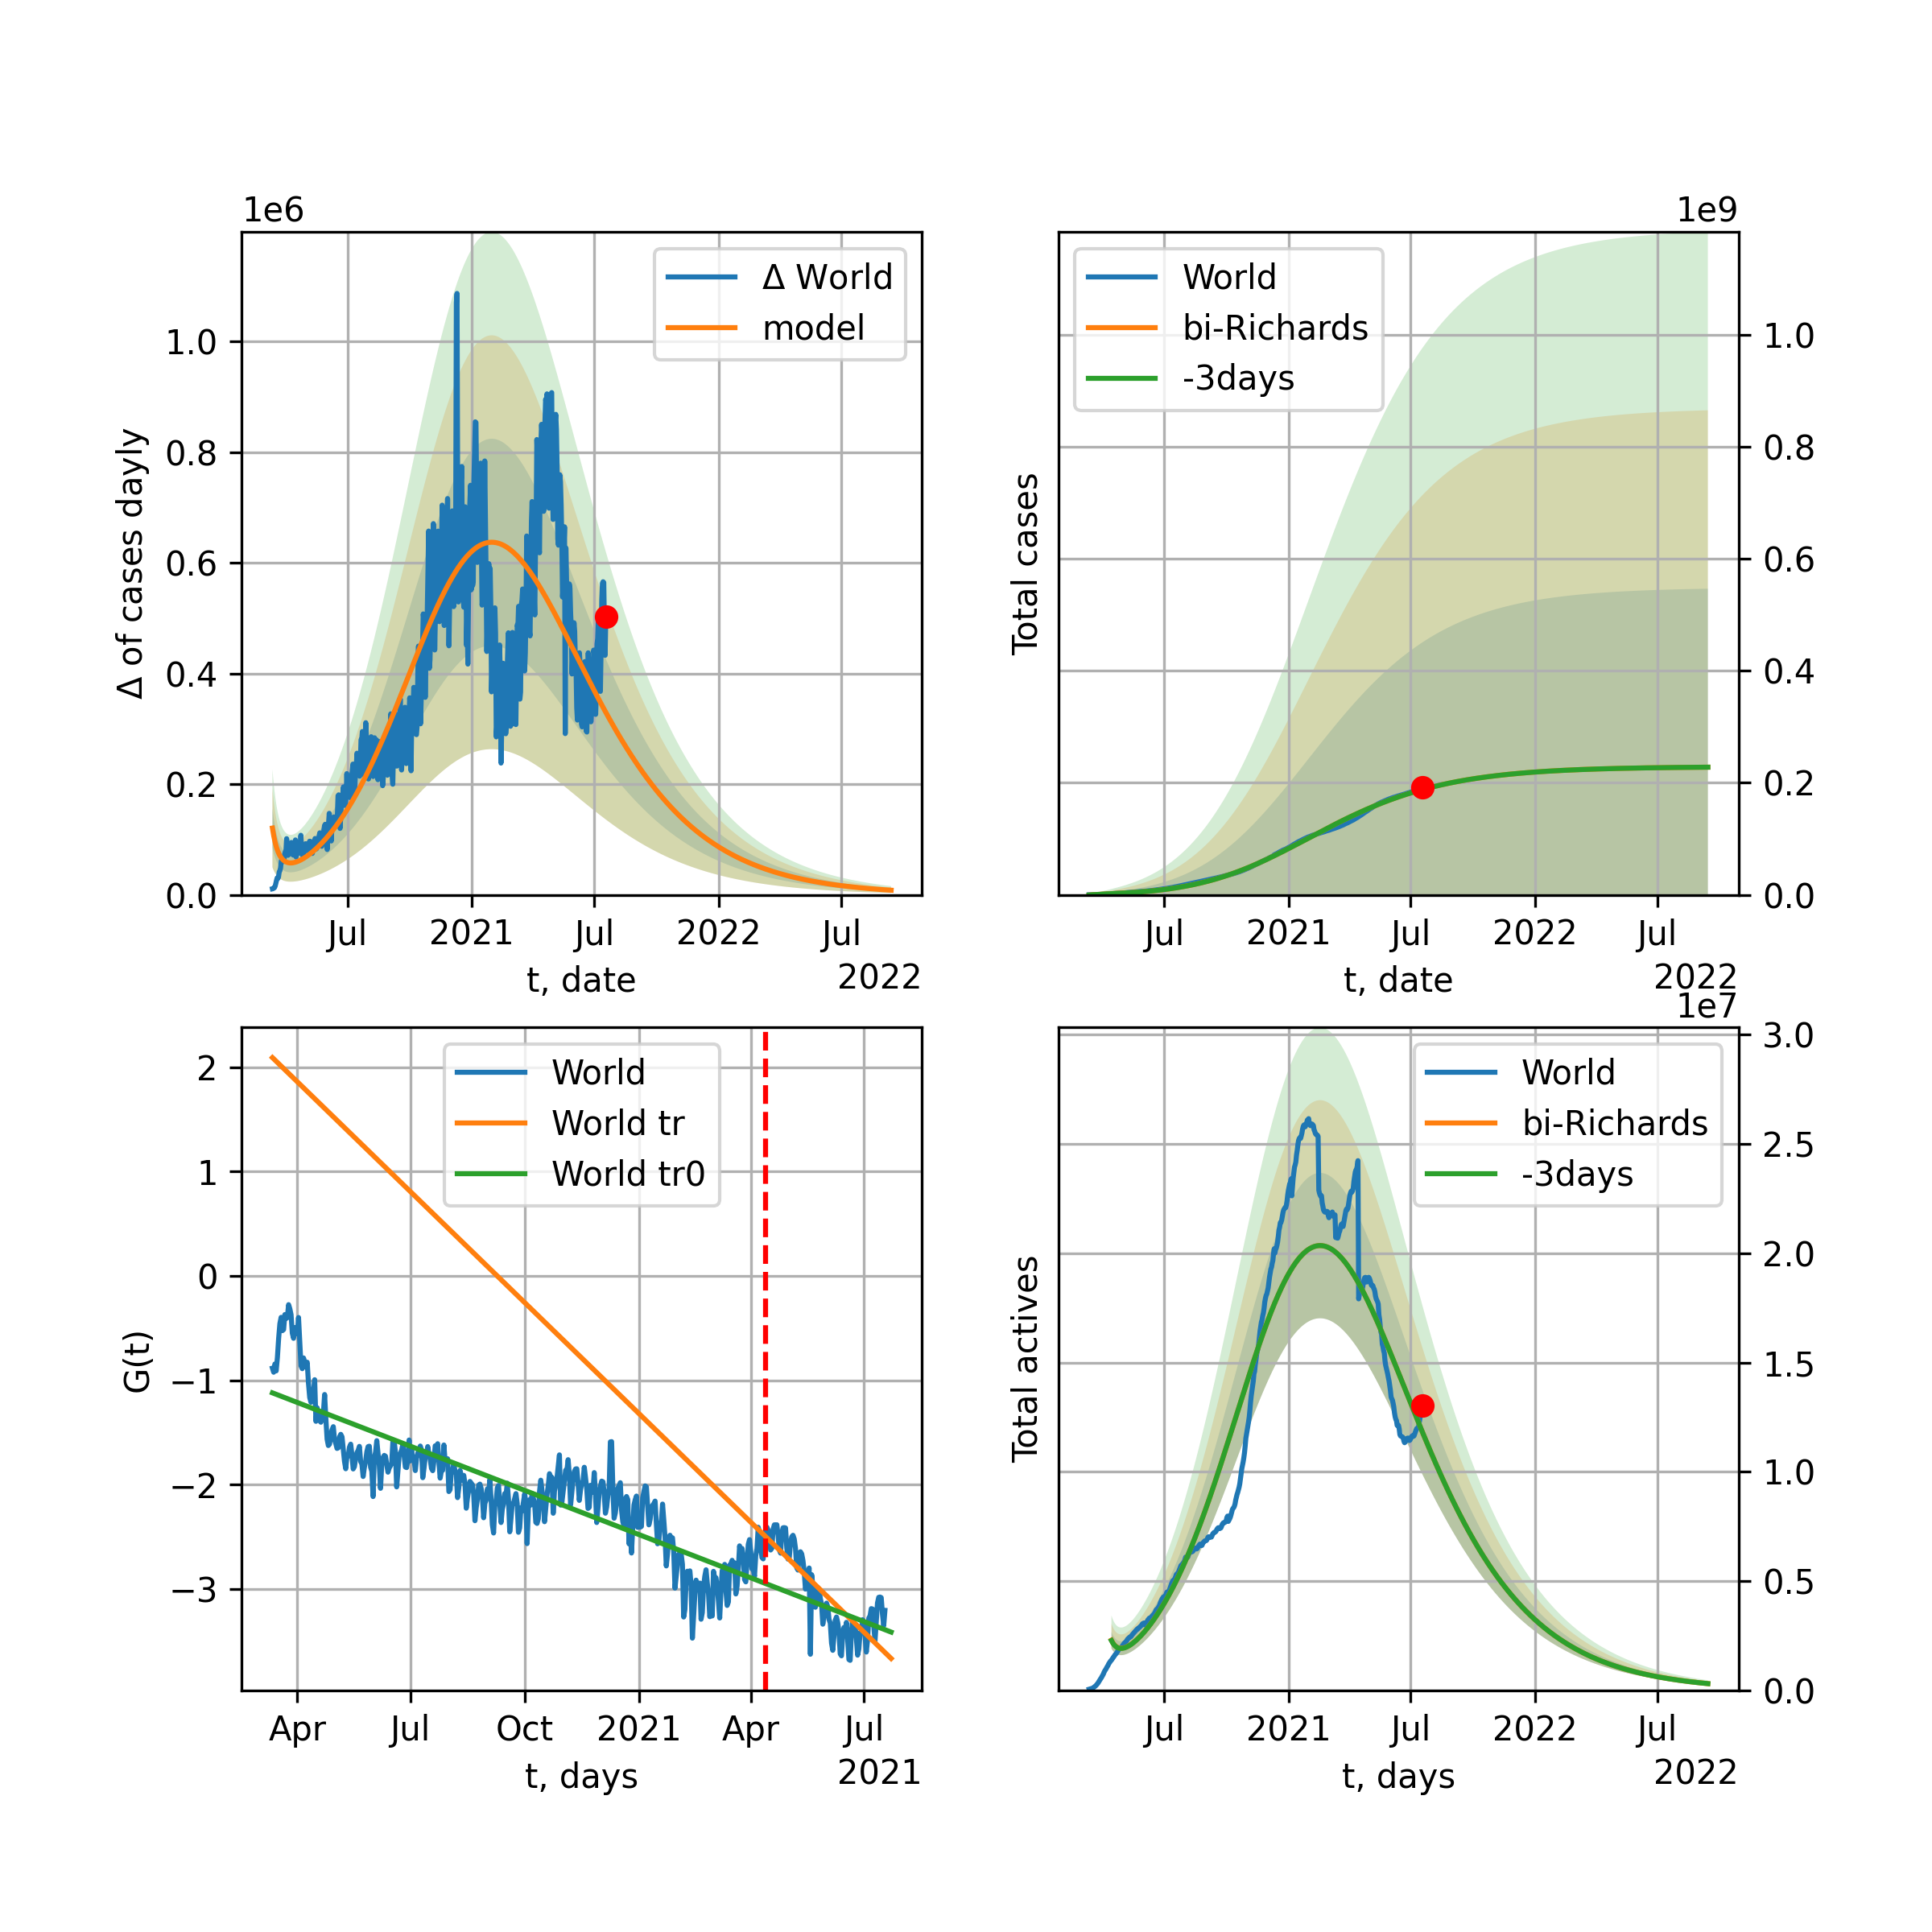 1e6
Δ of cases dayly
1.0
0.8
0.6
0.4
0.2
0.0
Δ World
model
Jul 2021 Jul 2022 Jul
t, date
2022
1e9
Total cases
World
bi-Richards
-3days
1.0
0.8
0.6
0.4
0.2
0.0
Jul 2021 Jul 2022 Jul
t, date
2022
G(t)
2
1
0
−1
−2
−3
World
World tr
World tr0
Apr Jul Oct 2021 Apr Jul
t, days
2021
1e7
Total actives
World
bi-Richards
-3days
3.0
2.5
2.0
1.5
1.0
0.5
0.0
Jul 2021 Jul 2022 Jul
t, days
2022